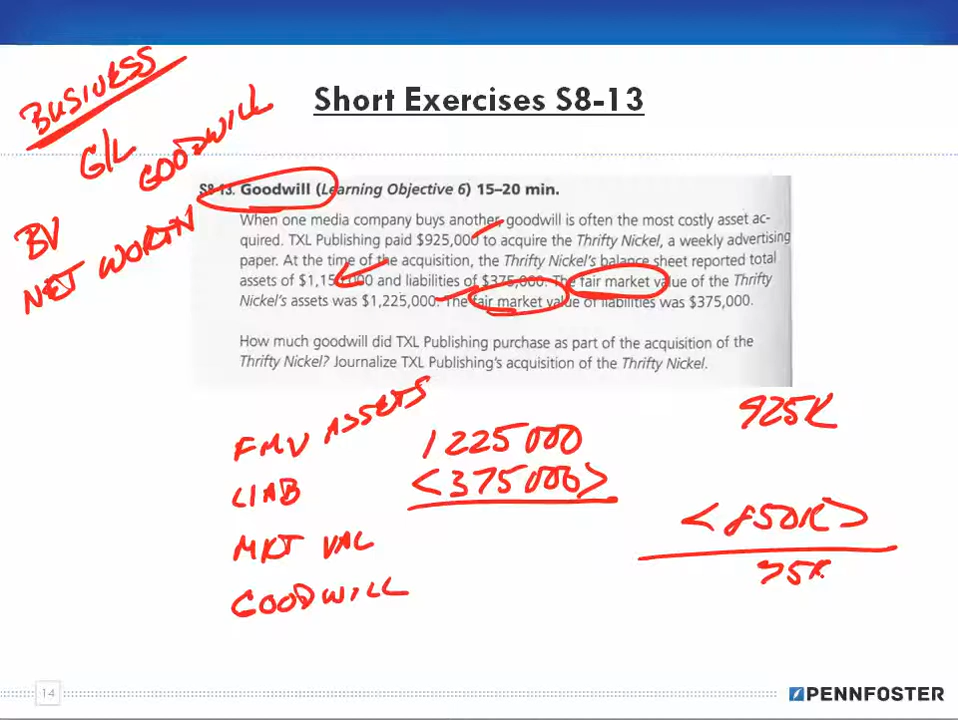 Short Exercises S8-13
BUSINESS
G/L GOODWILL
BV
NET WORTH
S8-13. Goodwill (Learning Objective 6) 15–20 min.
When one media company buys another, goodwill is often the most costly asset ac-
quired. TXL Publishing paid $925,000 to acquire the Thrifty Nickel, a weekly advertising
paper. At the time of the acquisition, the Thrifty Nickel's balance sheet reported total
assets of and liabilities of $375,000. The fair market value of the Thrifty
Nickel's assets was $1,225,000. The fair market value of liabilities was $375,000.
How much goodwill did TXL Publishing purchase as part of the acquisition of the
Thrifty Nickel? Journalize TXL Publishing's acquisition of the Thrifty Nickel.
925K
FMV ASSETS 1225000
LIAB <375000>
MKT VAL <850K>
GOODWILL 75K
14
PENNFOSTER